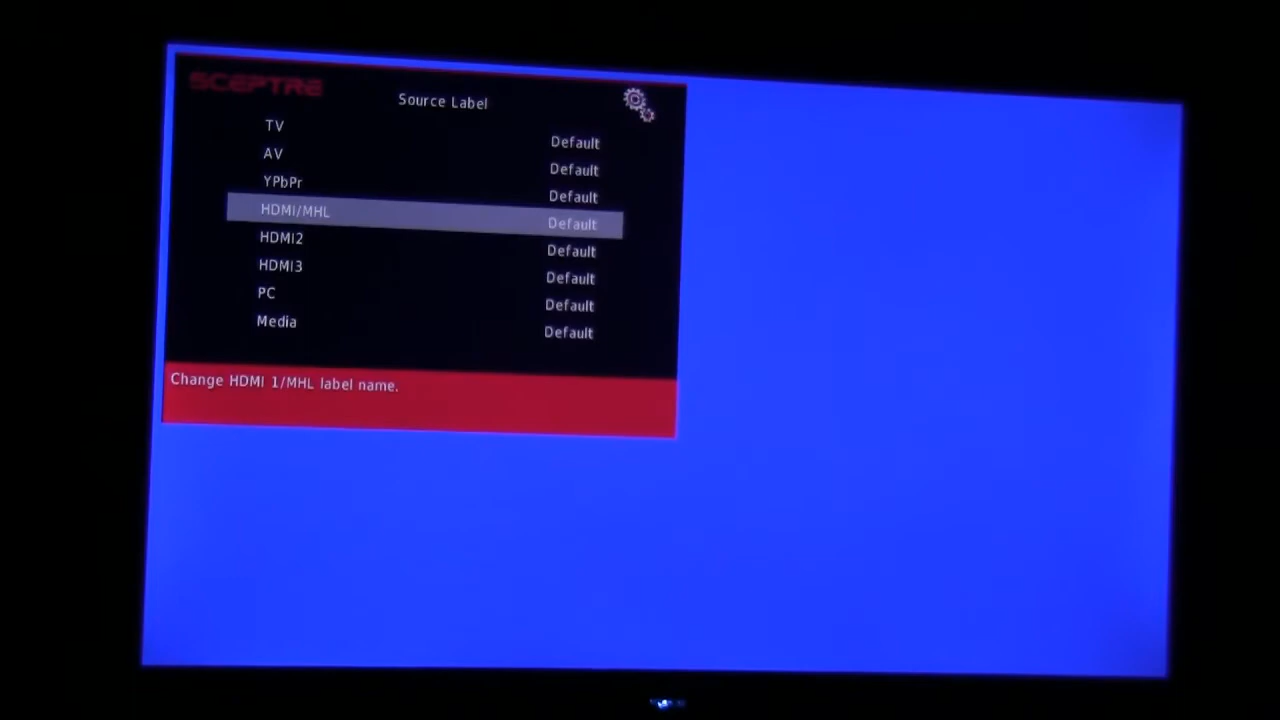 SCEPTRE
Source Label
TV Default
AV Default
YPbPr Default
HDMI/MHL Default
HDMI2 Default
HDMI3 Default
PC Default
Media Default
Change HDMI 1/MHL label name.